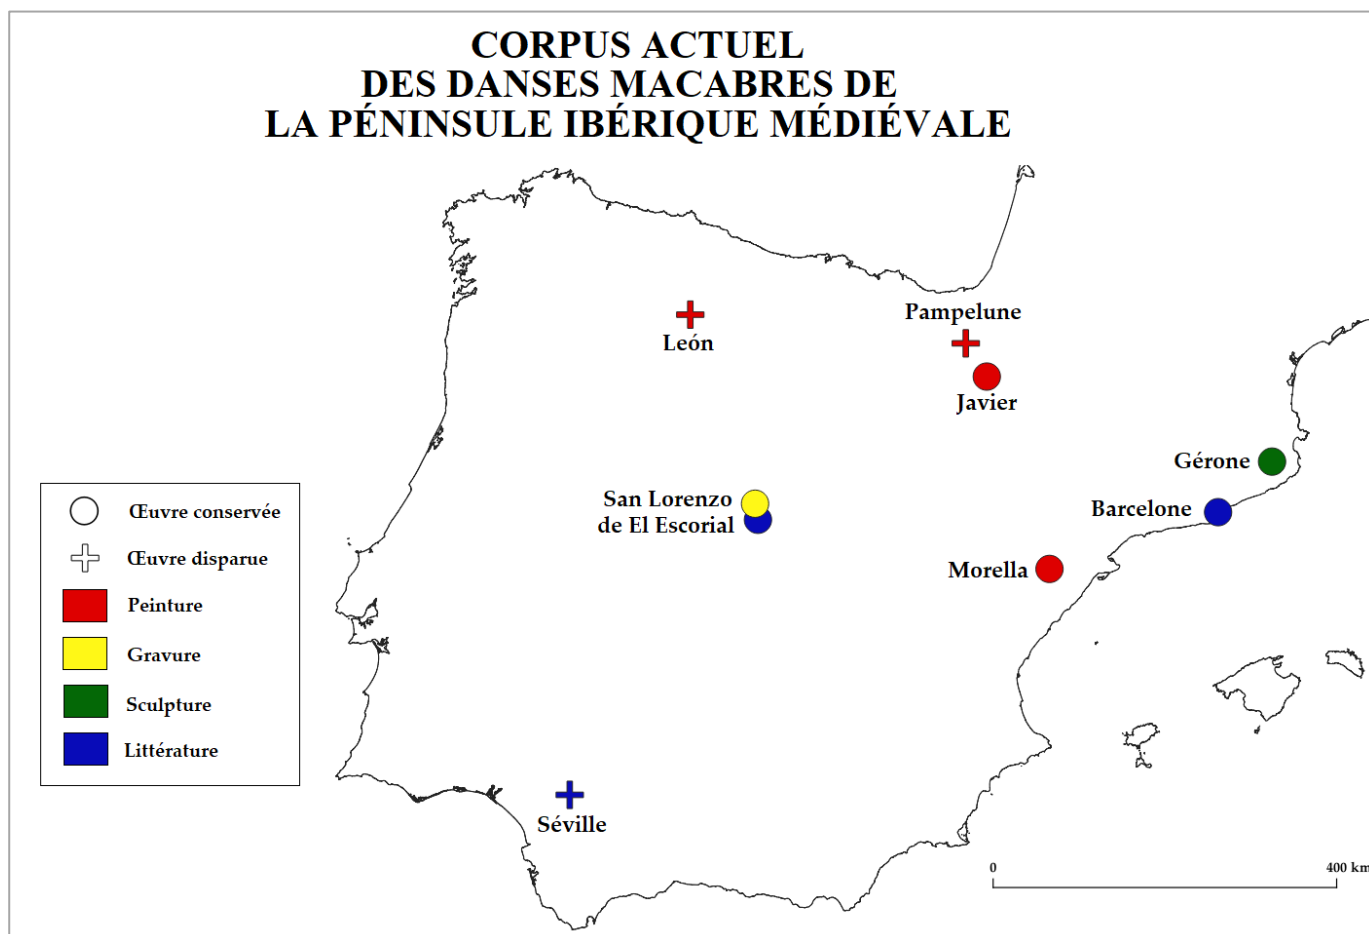 CORPUS ACTUEL
DES DANSES MACABRES DE
LA PÉNINSULE IBÉRIQUE MÉDIÉVALE
Pampelune
León
Javier
Gérone
San Lorenzo
de El Escorial
Barcelone
Morella
Séville
Œuvre conservée
Œuvre disparue
Peinture
Gravure
Sculpture
Littérature
0
400 km